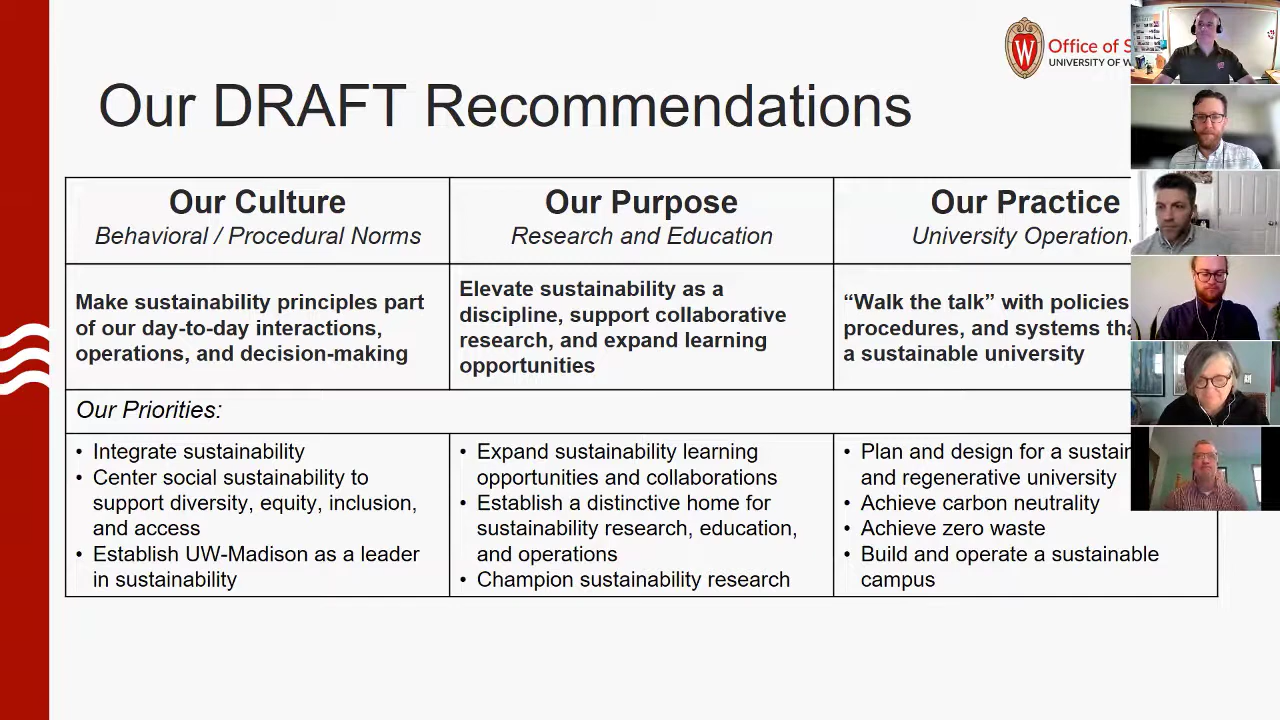 W
Office of
UNIVERSITY OF
Our DRAFT Recommendations
Our Culture
Behavioral / Procedural Norms
Our Purpose
Research and Education
Our Practice
University Operations
Make sustainability principles part
of our day-to-day interactions,
operations, and decision-making
Elevate sustainability as a
discipline, support collaborative
research, and expand learning
opportunities
“Walk the talk” with policies
procedures, and systems
a sustainable university
Our Priorities:
• Integrate sustainability
• Center social sustainability to
support diversity, equity, inclusion,
and access
• Establish UW-Madison as a leader
in sustainability
• Expand sustainability learning
opportunities and collaborations
• Establish a distinctive home for
sustainability research, education,
and operations
• Champion sustainability research
• Plan and design for a
and regenerative university
• Achieve carbon neutrality
• Achieve zero waste
• Build and operate a sustainable
campus